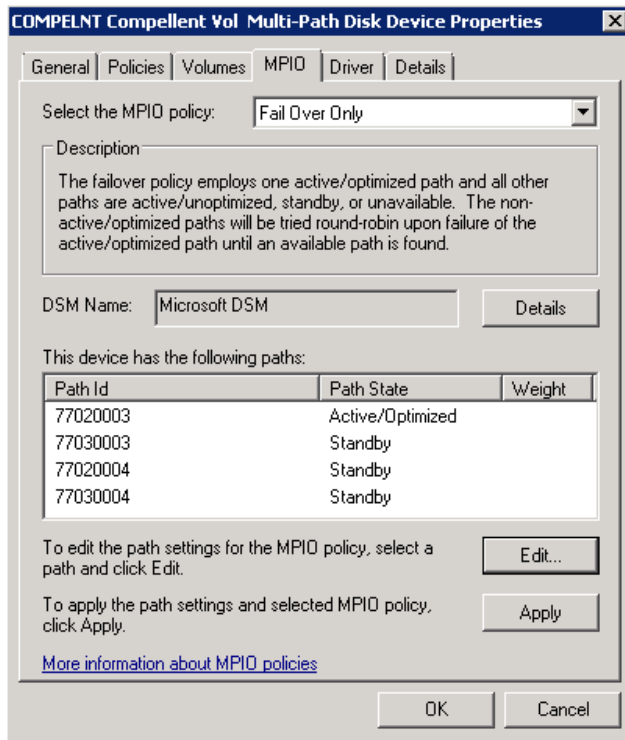 COMPELNT Compellent Vol Multi-Path Disk Device Properties
General Policies Volumes MPIO Driver Details
Select the MPIO policy: Fail Over Only
Description
The failover policy employs one active/optimized path and all other
paths are active/unoptimized, standby, or unavailable. The non-
active/optimized paths will be tried round-robin upon failure of the
active/optimized path until an available path is found.
DSM Name: Microsoft DSM Details
This device has the following paths:
Path Id Path State Weight
77020003 Active/Optimized
77030003 Standby
77020004 Standby
77030004 Standby
To edit the path settings for the MPIO policy, select a
path and click Edit.
Edit...
To apply the path settings and selected MPIO policy,
click Apply.
Apply
More information about MPIO policies
OK Cancel